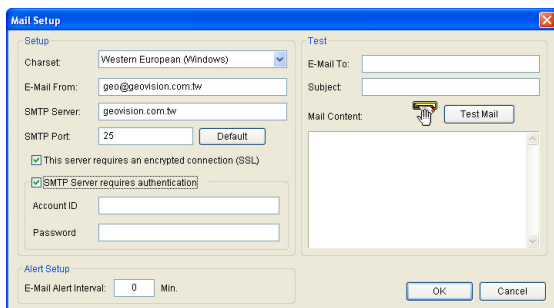 Mail Setup
Setup
Charset: Western European (Windows)
E-Mail From: geo@geovision.com.tw
SMTP Server: geovision.com.tw
SMTP Port: 25 Default
This server requires an encrypted connection (SSL)
SMTP Server requires authentication
Account ID
Password
Alert Setup
E-Mail Alert Interval: 0 Min.
Test
E-Mail To:
Subject:
Mail Content: Test Mail
OK Cancel